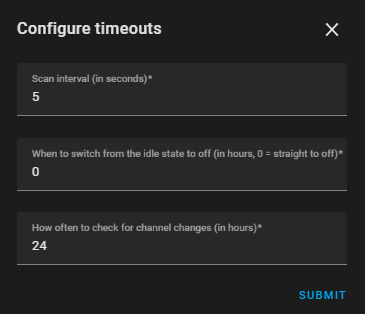 Configure timeouts
Scan interval (in seconds)*
5
When to switch from the idle state to off (in hours, 0 = straight to off)*
0
How often to check for channel changes (in hours)*
24
SUBMIT